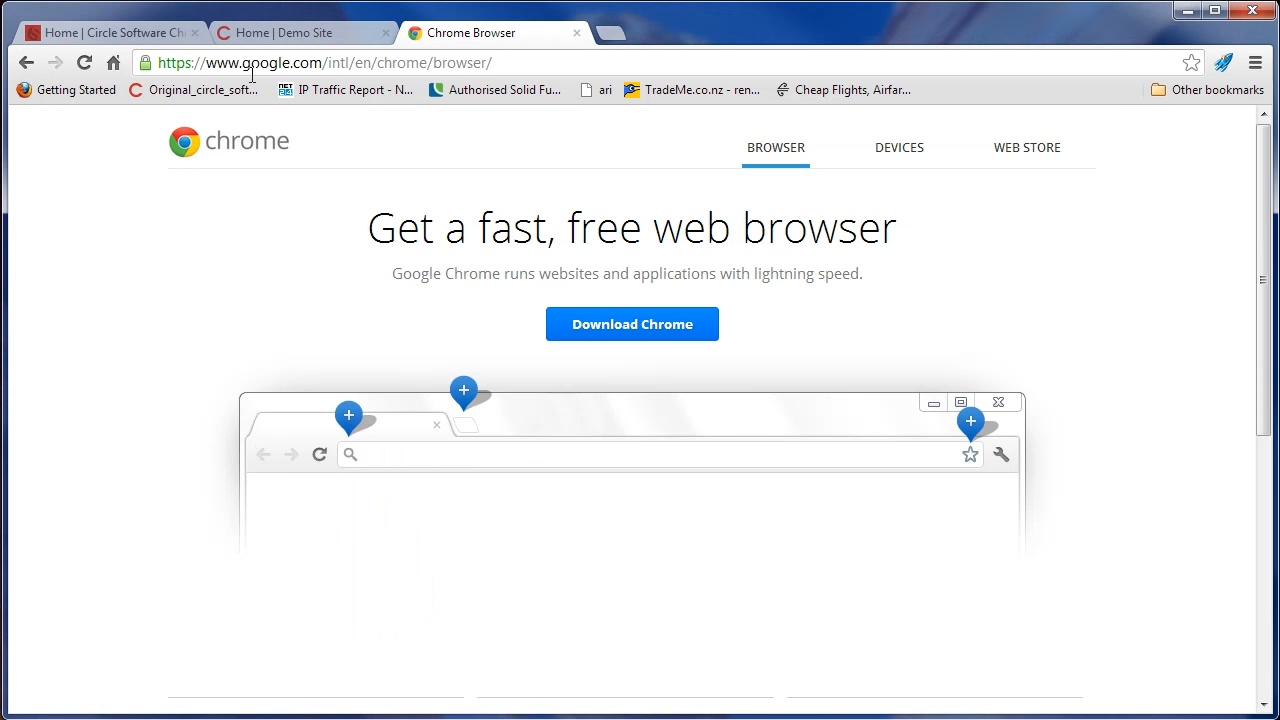 Home | Circle Software Ch
Home | Demo Site
Chrome Browser
https://www.google.com/intl/en/chrome/browser/
Getting Started
Original_circle_soft...
IP Traffic Report - N...
Authorised Solid Fu...
ari
TradeMe.co.nz - ren...
Cheap Flights, Airfar...
Other bookmarks
chrome
BROWSER
DEVICES
WEB STORE
Get a fast, free web browser
Google Chrome runs websites and applications with lightning speed.
Download Chrome